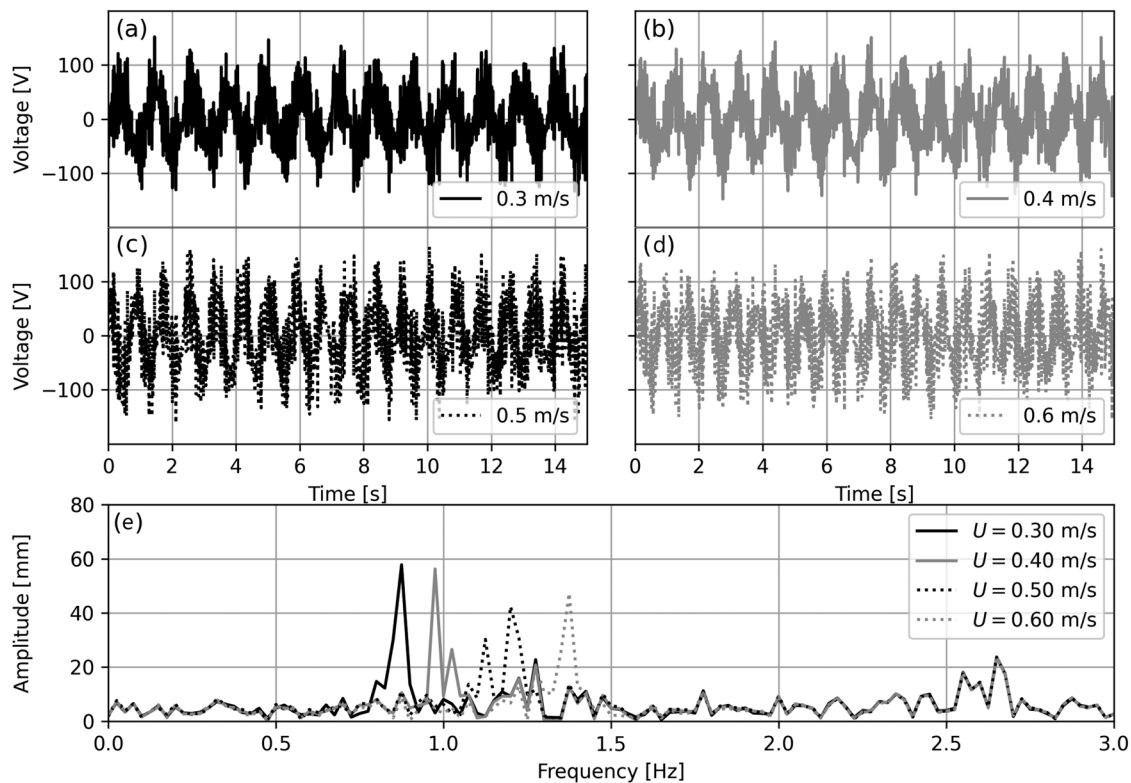 (a)
(b)
Voltage [V]
100
0
−100
0.3 m/s
0.4 m/s
(c)
(d)
Voltage [V]
100
0
−100
0.5 m/s
0.6 m/s
0 2 4 6 8 10 12 14
0 2 4 6 8 10 12 14
Time [s]
Time [s]
(e)
Amplitude [mm]
80
60
40
20
0
U = 0.30 m/s
U = 0.40 m/s
U = 0.50 m/s
U = 0.60 m/s
0.0 0.5 1.0 1.5 2.0 2.5 3.0
Frequency [Hz]